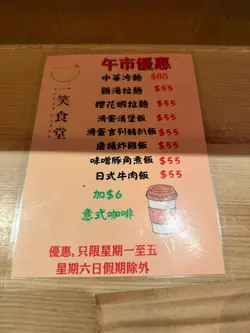 午市優惠
一笑食堂
中華冷麵 $65
雞湯拉麵 $55
櫻花蝦拉麵 $55
滑蛋漢堡飯 $55
滑蛋吉列豬扒飯 $55
唐揚炸雞飯 $55
味噌豚角煮飯 $55
日式牛肉飯 $55
加$6
意式咖啡
優惠,只限星期一至五
星期六日假期除外